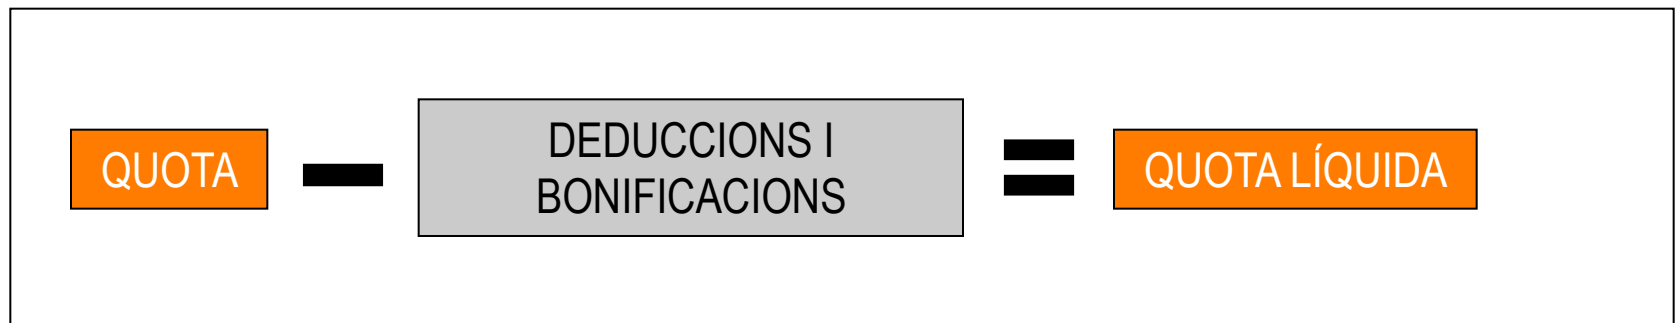 QUOTA
DEDUCCIONS I
BONIFICACIONS
QUOTA LÍQUIDA